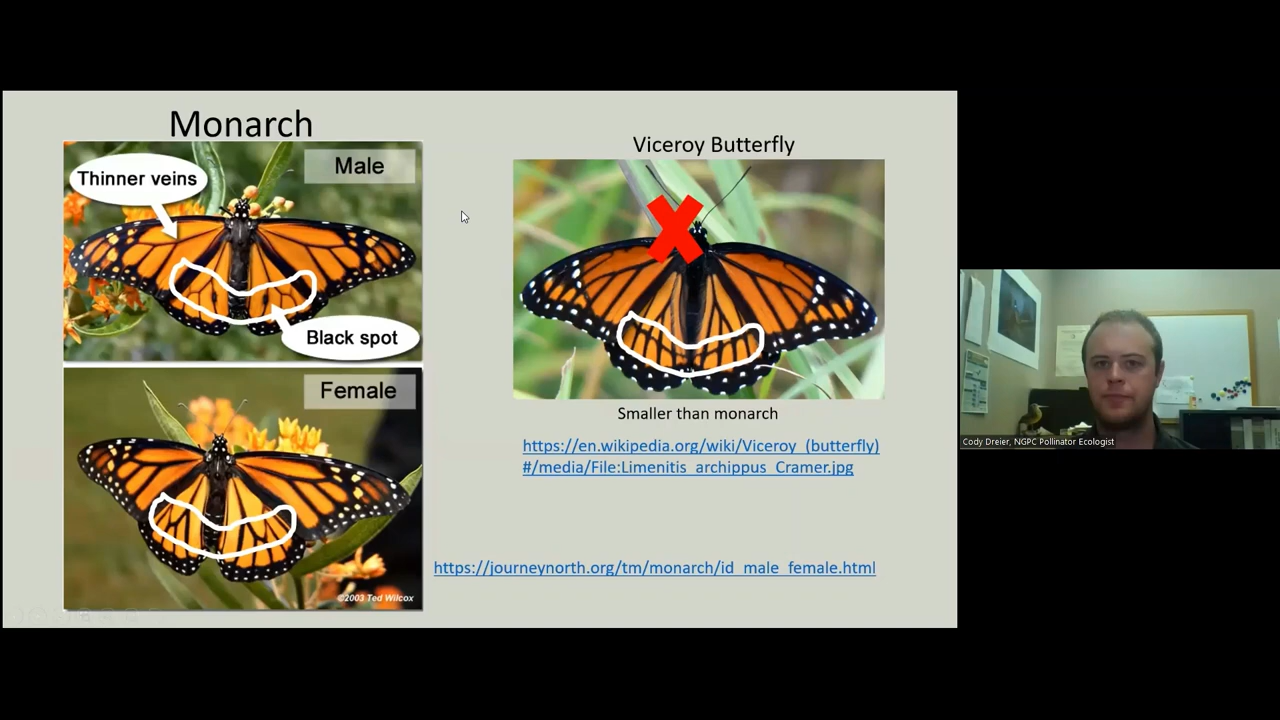 Monarch
Male
Thinner veins
Black spot
Female
©2003 Ted Wilcox
Viceroy Butterfly
Smaller than monarch
https://en.wikipedia.org/wiki/Viceroy_(butterfly)
#/media/File:Limenitis_archippus_Cramer.jpg
https://journeynorth.org/tm/monarch/id_male_female.html
Cody Dreier, NGPC Pollinator Ecologist